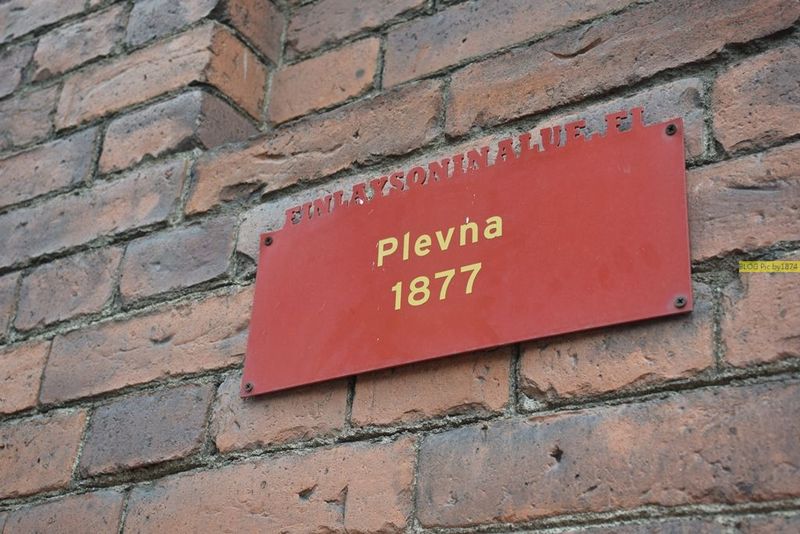 FINLAYSONINALUE.FI
Plevna
1877
BLOG Pic by1874